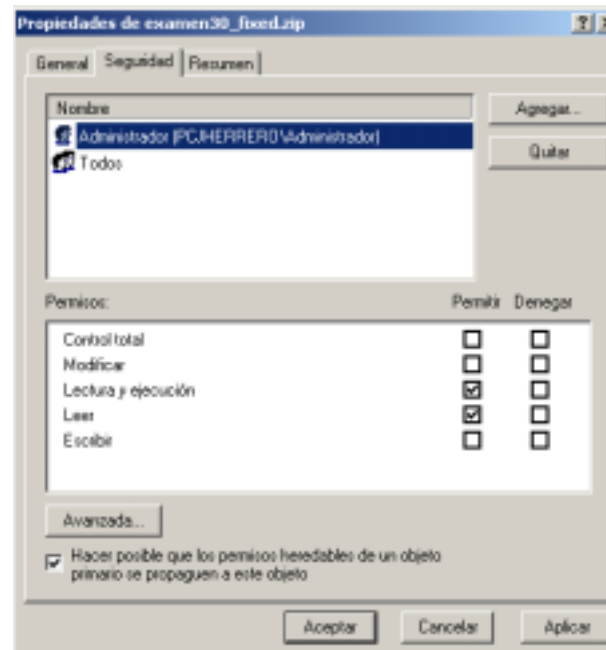 Propiedades de examen30_fixed.zip
General Seguridad Resumen
Nombre
Agregar...
Administrador (PCJHERRERO\Administrador)
Quitar
Todos
Permisos: Permitir Denegar
Control total
Modificar
Lectura y ejecución
Leer
Escribir
Avanzada...
Hacer posible que los permisos heredables de un objeto
primario se propaguen a este objeto
Aceptar Cancelar Aplicar